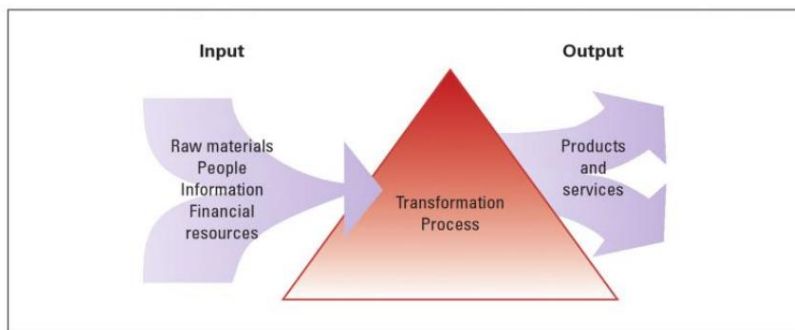 Input
Output
Raw materials
People
Information
Financial
resources
Transformation
Process
Products
and
services